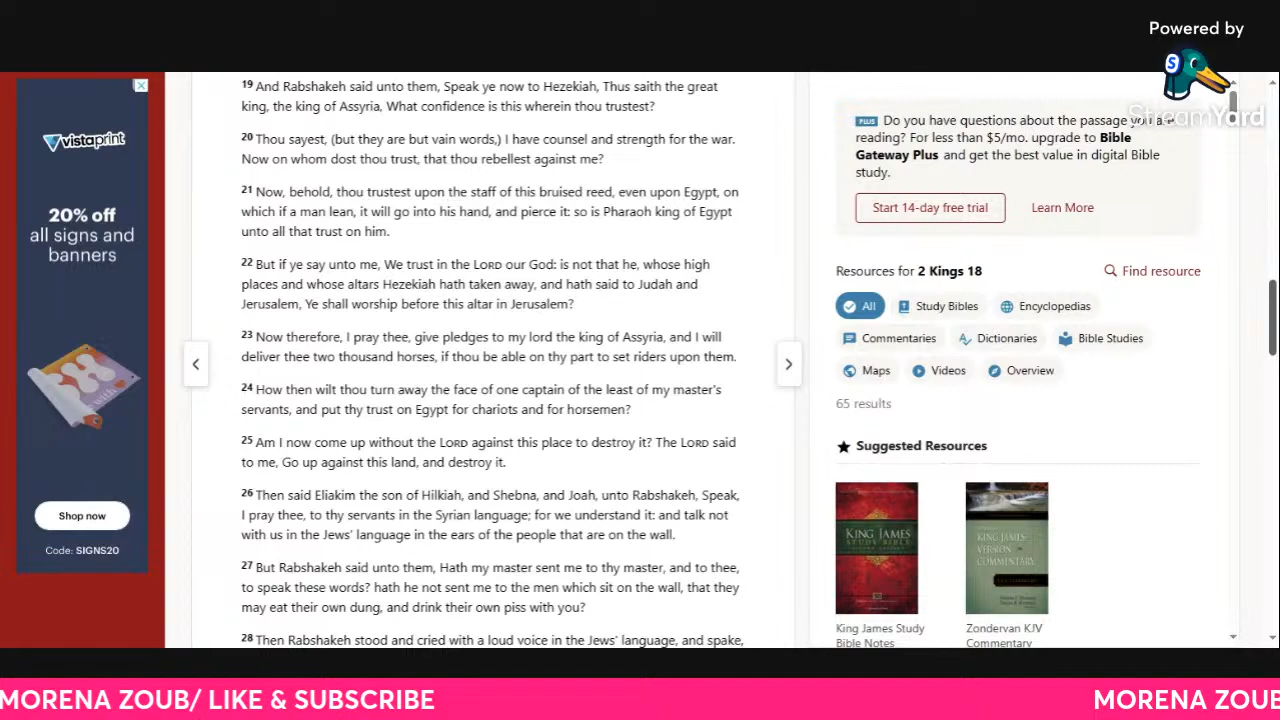 Powered by
StreamYard
vistaprint
20% off
all signs and
banners
Shop now
Code: SIGNS20
19 And Rabshakeh said unto them, Speak ye now to Hezekiah, Thus saith the great
king, the king of Assyria, What confidence is this wherein thou trustest?
20 Thou sayest, (but they are but vain words,) I have counsel and strength for the war.
Now on whom dost thou trust, that thou rebellest against me?
21 Now, behold, thou trustest upon the staff of this bruised reed, even upon Egypt, on
which if a man lean, it will go into his hand, and pierce it: so is Pharaoh king of Egypt
unto all that trust on him.
22 But if ye say unto me, We trust in the LORD our God: is not that he, whose high
places and whose altars Hezekiah hath taken away, and hath said to Judah and
Jerusalem, Ye shall worship before this altar in Jerusalem?
23 Now therefore, I pray thee, give pledges to my lord the king of Assyria, and I will
deliver thee two thousand horses, if thou be able on thy part to set riders upon them.
24 How then wilt thou turn away the face of one captain of the least of my master's
servants, and put thy trust on Egypt for chariots and for horsemen?
25 Am I now come up without the LORD against this place to destroy it? The LORD said
to me, Go up against this land, and destroy it.
26 Then said Eliakim the son of Hilkiah, and Shebna, and Joah, unto Rabshakeh, Speak,
I pray thee, to thy servants in the Syrian language; for we understand it: and talk not
with us in the Jews' language in the ears of the people that are on the wall.
27 But Rabshakeh said unto them, Hath my master sent me to thy master, and to thee,
to speak these words? hath he not sent me to the men which sit on the wall, that they
may eat their own dung, and drink their own piss with you?
28 Then Rabshakeh stood and cried with a loud voice in the Jews' language, and spake,
PLUS Do you have questions about the passage you are
reading? For less than $5/mo. upgrade to Bible
Gateway Plus and get the best value in digital Bible
study.
Start 14-day free trial Learn More
Resources for 2 Kings 18 Find resource
All Study Bibles Encyclopedias
Commentaries Dictionaries Bible Studies
Maps Videos Overview
65 results
Suggested Resources
KING JAMES
STUDY BIBLE
KING JAMES
VERSION
COMMENTARY
King James Study
Bible Notes
Zondervan KJV
Commentary
MORENA ZOUB/ LIKE & SUBSCRIBE
MORENA ZOUB